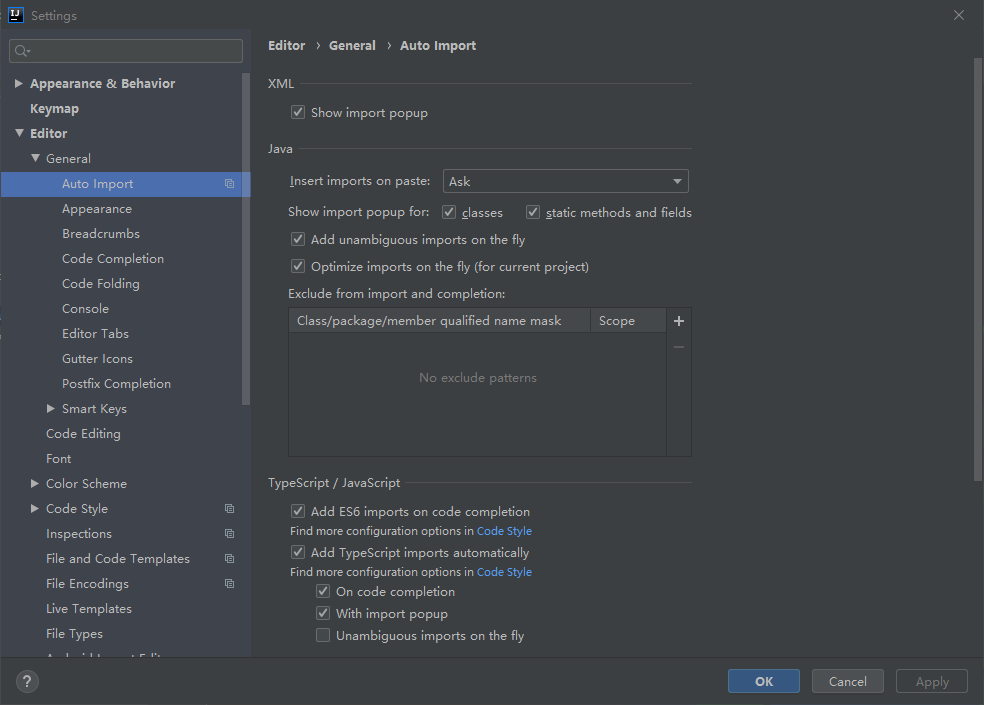 IJ Settings
Appearance & Behavior
Keymap
Editor
General
Auto Import
Appearance
Breadcrumbs
Code Completion
Code Folding
Console
Editor Tabs
Gutter Icons
Postfix Completion
Smart Keys
Code Editing
Font
Color Scheme
Code Style
Inspections
File and Code Templates
File Encodings
Live Templates
File Types
Editor › General › Auto Import
XML
Show import popup
Java
Insert imports on paste: Ask
Show import popup for: classes static methods and fields
Add unambiguous imports on the fly
Optimize imports on the fly (for current project)
Exclude from import and completion:
Class/package/member qualified name mask Scope
No exclude patterns
TypeScript / JavaScript
Add ES6 imports on code completion
Find more configuration options in Code Style
Add TypeScript imports automatically
Find more configuration options in Code Style
On code completion
With import popup
Unambiguous imports on the fly
? OK Cancel Apply